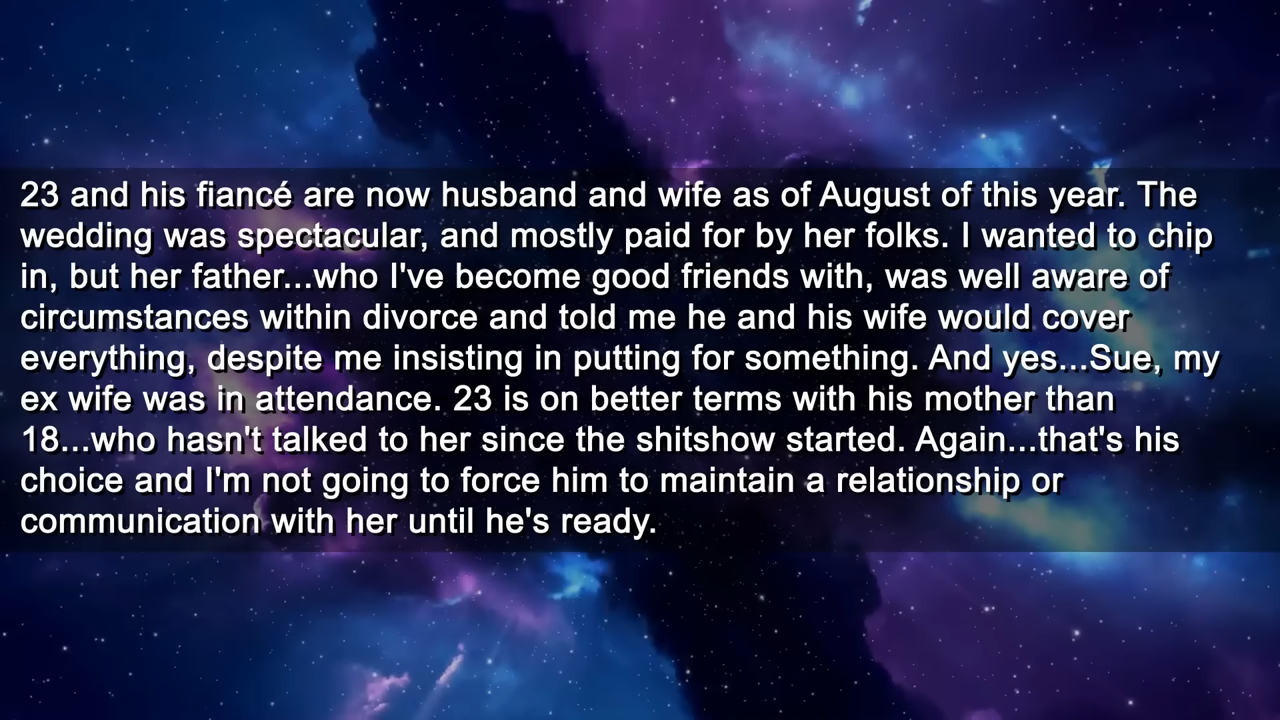 23 and his fiancé are now husband and wife as of August of this year. The
wedding was spectacular, and mostly paid for by her folks. I wanted to chip
in, but her father...who I've become good friends with, was well aware of
circumstances within divorce and told me he and his wife would cover
everything, despite me insisting in putting for something. And yes...Sue, my
ex wife was in attendance. 23 is on better terms with his mother than
18...who hasn't talked to her since the shitshow started. Again...that's his
choice and I'm not going to force him to maintain a relationship or
communication with her until he's ready.